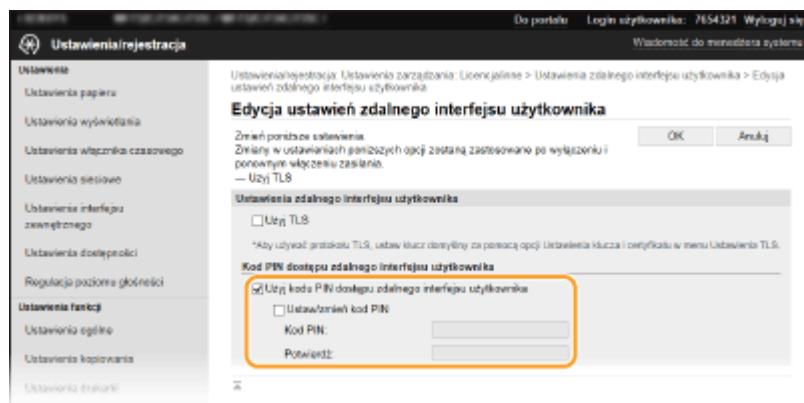 Do portalu Login użytkownika: 7654321 Wyloguj się
Ustawienia/rejestracja
Wiadomość do menedżera systemu
Ustawienia
Ustawienia papieru
Ustawienia wyświetlania
Ustawienia włącznika czasowego
Ustawienia sieciowe
Ustawienia interfejsu
zewnętrznego
Ustawienia dostępności
Regulacja poziomu głośności
Ustawienia funkcji
Ustawienia ogólne
Ustawienia kopiowania
Ustawienia drukarki
Ustawienia/rejestracja: Ustawienia zarządzania: Licencja/inne > Ustawienia zdalnego interfejsu użytkownika > Edycja
ustawień zdalnego interfejsu użytkownika
Edycja ustawień zdalnego interfejsu użytkownika
Zmień poniższe ustawienia.
Zmiany w ustawieniach poniższych opcji zostaną zastosowane po wyłączeniu i
ponownym włączeniu zasilania.
— Użyj TLS
OK Anuluj
Ustawienia zdalnego interfejsu użytkownika
Użyj TLS
*Aby używać protokołu TLS, ustaw klucz domyślny za pomocą opcji Ustawienia klucza i certyfikatu w menu Ustawienia TLS.
Kod PIN dostępu zdalnego interfejsu użytkownika
Użyj kodu PIN dostępu zdalnego interfejsu użytkownika
Ustaw/zmień kod PIN
Kod PIN:
Potwierdź: